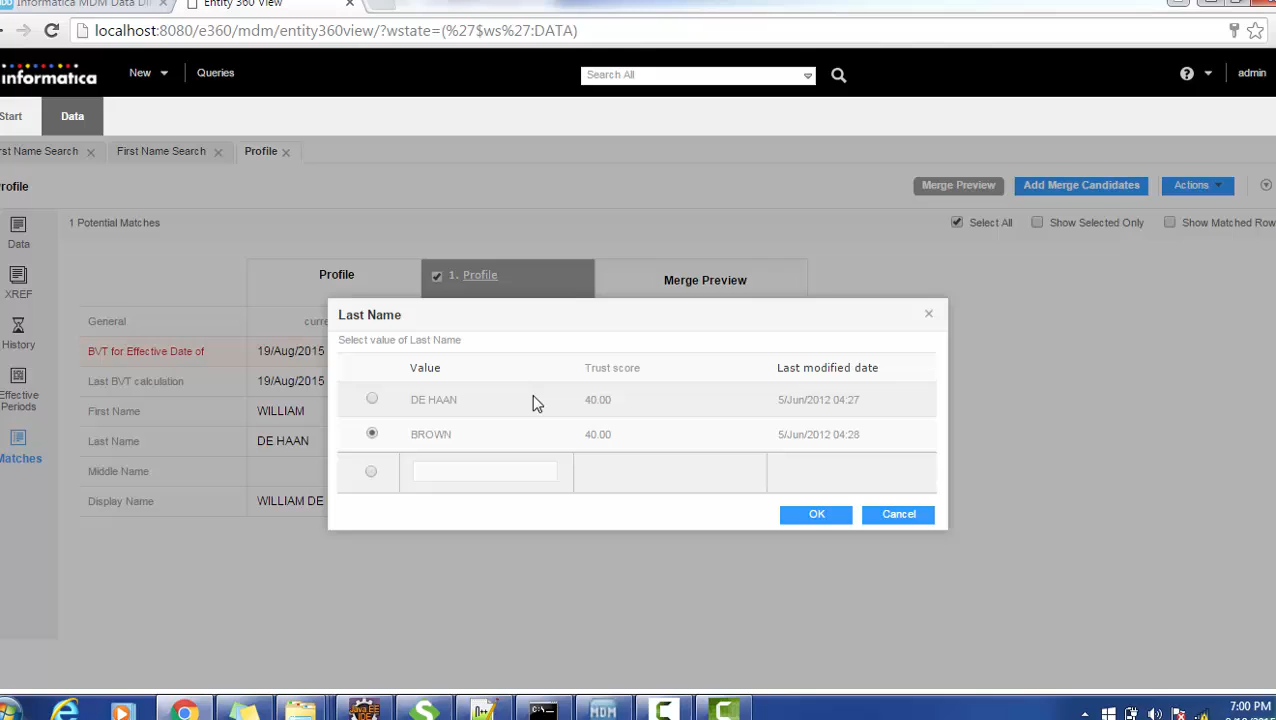 Informatica MDM Data Di
Entity 360 View
localhost:8080/e360/mdm/entity360view/?wstate=(%27$ws%27:DATA)
informatica
New
Queries
Search All
?
admin
Start
Data
rst Name Search
First Name Search
Profile
rofile
Merge Preview
Add Merge Candidates
Actions
Data
XREF
History
Effective
Periods
Matches
1 Potential Matches
Select All
Show Selected Only
Show Matched Row
Profile
1. Profile
Merge Preview
General
curre
BVT for Effective Date of
19/Aug/2015
Last BVT calculation
19/Aug/2015
First Name
WILLIAM
Last Name
DE HAAN
Middle Name
Display Name
WILLIAM DE
Last Name
Select value of Last Name
Value
Trust score
Last modified date
DE HAAN
40.00
5/Jun/2012 04:27
BROWN
40.00
5/Jun/2012 04:28
OK
Cancel
Java EE
IDE
MDM
7:00 PM